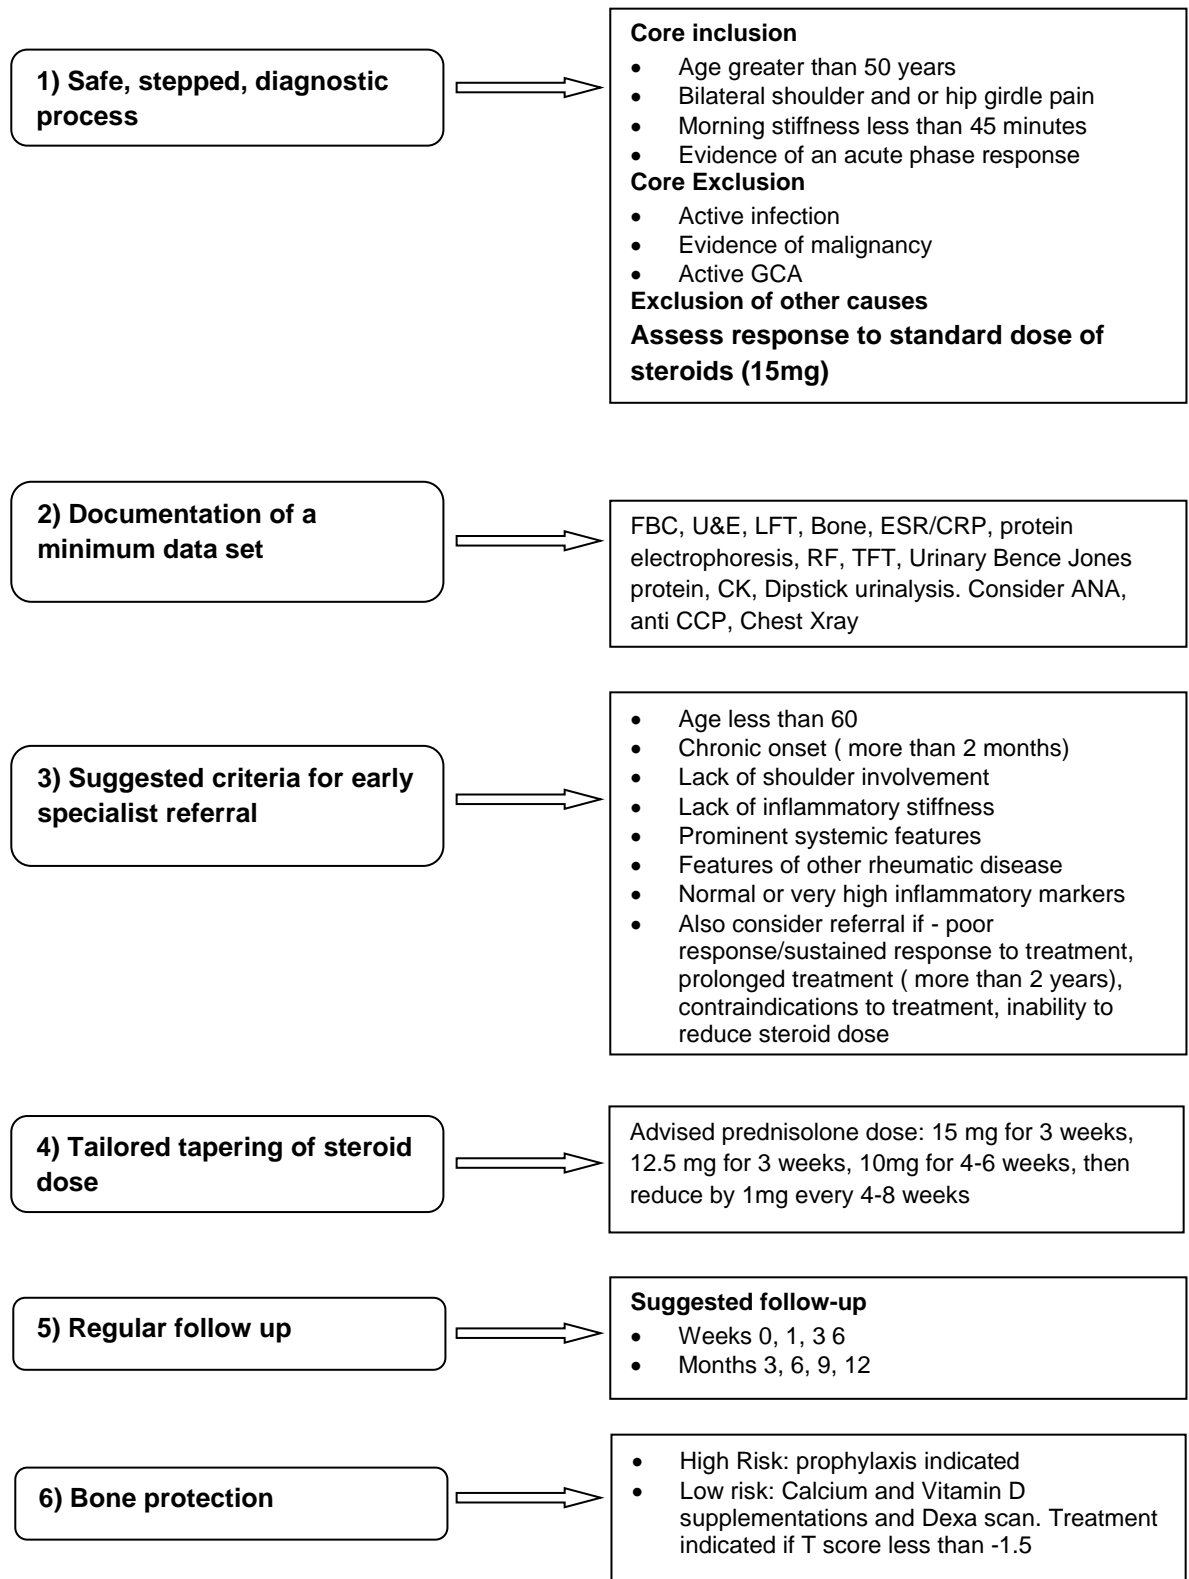 1) Safe, stepped, diagnostic
process
Core inclusion
• Age greater than 50 years
• Bilateral shoulder and or hip girdle pain
• Morning stiffness less than 45 minutes
• Evidence of an acute phase response
Core Exclusion
• Active infection
• Evidence of malignancy
• Active GCA
Exclusion of other causes
Assess response to standard dose of
steroids (15mg)
2) Documentation of a
minimum data set
FBC, U&E, LFT, Bone, ESR/CRP, protein
electrophoresis, RF, TFT, Urinary Bence Jones
protein, CK, Dipstick urinalysis. Consider ANA,
anti CCP, Chest Xray
3) Suggested criteria for early
specialist referral
• Age less than 60
• Chronic onset ( more than 2 months)
• Lack of shoulder involvement
• Lack of inflammatory stiffness
• Prominent systemic features
• Features of other rheumatic disease
• Normal or very high inflammatory markers
• Also consider referral if - poor
response/sustained response to treatment,
prolonged treatment ( more than 2 years),
contraindications to treatment, inability to
reduce steroid dose
4) Tailored tapering of steroid
dose
Advised prednisolone dose: 15 mg for 3 weeks,
12.5 mg for 3 weeks, 10mg for 4-6 weeks, then
reduce by 1mg every 4-8 weeks
5) Regular follow up
Suggested follow-up
• Weeks 0, 1, 3 6
• Months 3, 6, 9, 12
6) Bone protection
• High Risk: prophylaxis indicated
• Low risk: Calcium and Vitamin D
supplementations and Dexa scan. Treatment
indicated if T score less than -1.5